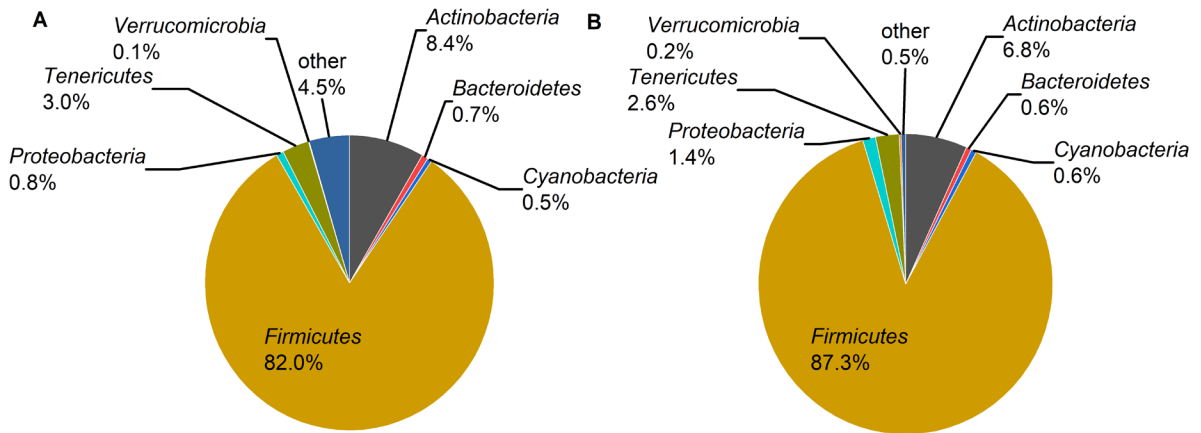 A
Verrucomicrobia
0.1%
Tenericutes
3.0%
Proteobacteria
0.8%
other
4.5%
Actinobacteria
8.4%
Bacteroidetes
0.7%
Cyanobacteria
0.5%
Firmicutes
82.0%
B
Verrucomicrobia
0.2%
Tenericutes
2.6%
Proteobacteria
1.4%
other
0.5%
Actinobacteria
6.8%
Bacteroidetes
0.6%
Cyanobacteria
0.6%
Firmicutes
87.3%